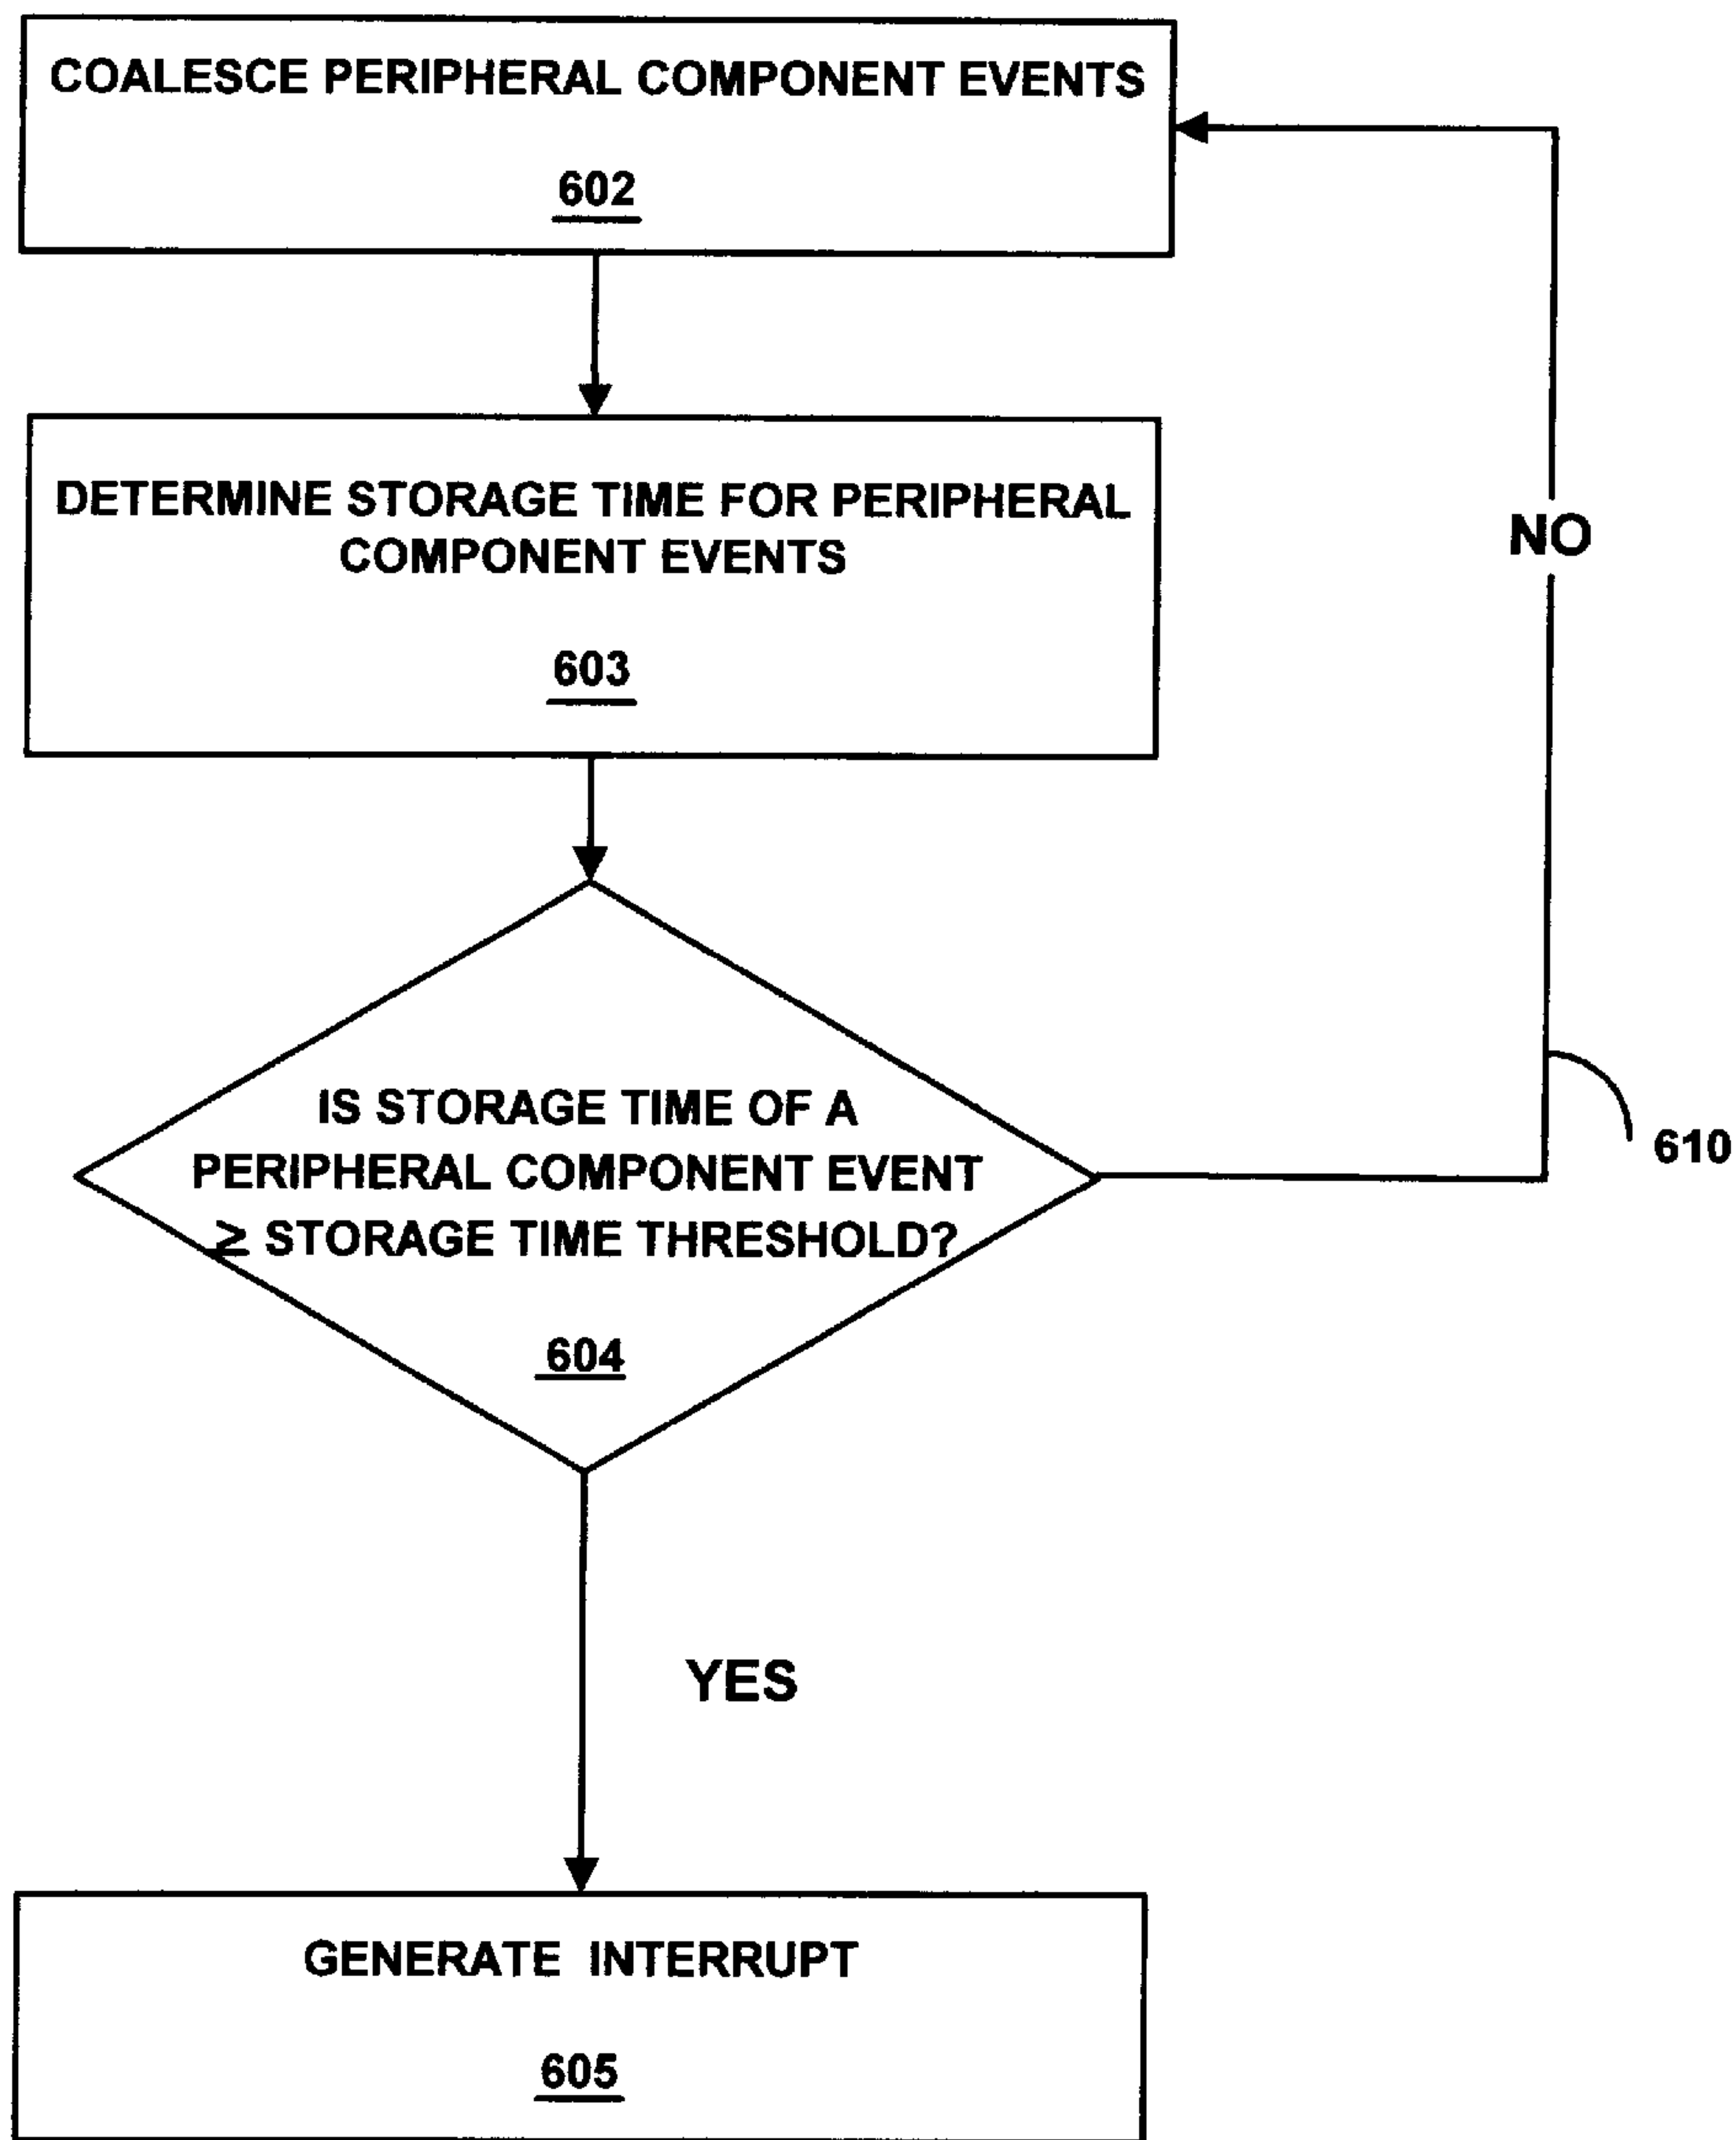 COALESCE PERIPHERAL COMPONENT EVENTS
602
DETERMINE STORAGE TIME FOR PERIPHERAL
COMPONENT EVENTS
603
NO
IS STORAGE TIME OF A
PERIPHERAL COMPONENT EVENT
≥ STORAGE TIME THRESHOLD?
604
610
YES
GENERATE INTERRUPT
605